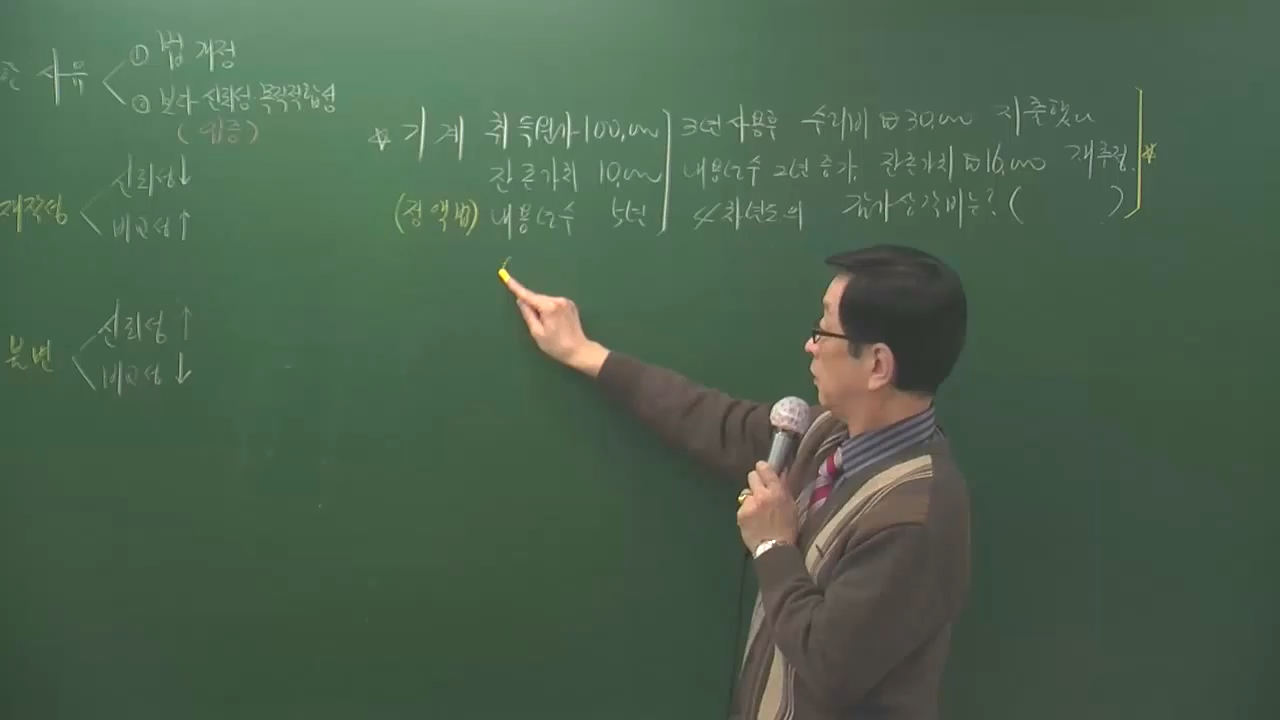 사유 ① 법 개정
② 보다 신뢰성 목적적합성
(입증)
재작성 신뢰성↓
비교성↑
불변 신뢰성↑
비교성↓
* 기계 취득원가 100,000 3년 사용후 수리비 ₩30,000 지출했고
잔존가치 10,000 내용년수 2년 증가, 잔존가치 ₩16,000 재추정.
(정액법) 내용년수 5년 4차년도의 감가상각비는? ( )